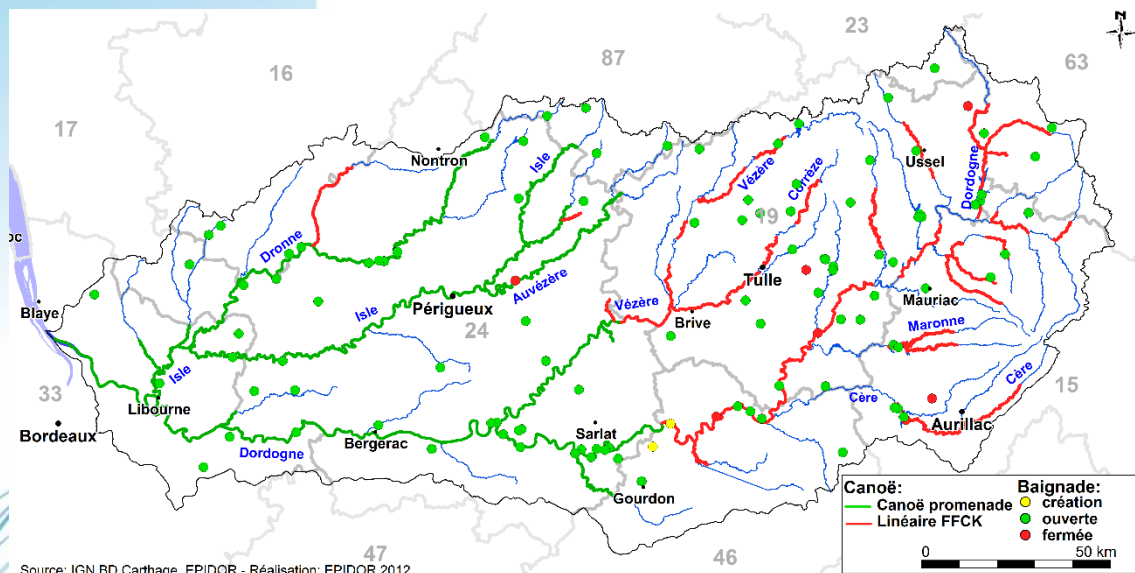 N
23
87
63
16
17
Nontron
Isle
Ussel
Vézère
Corrèze
Dordogne
19
oc
Dronne
Tulle
Auvézère
Blaye
Isle
Périgueux
Vézère
Mauriac
24
Brive
Maronne
Isle
Cère
15
33
Libourne
Cère
Bordeaux
Bergerac
Sarlat
Aurillac
Dordogne
Gourdon
47
46
Canoë:
Canoë promenade
Linéaire FFCK
Baignade:
création
ouverte
fermée
0 50 km
Source: IGN BD Carthage, EPIDOR - Réalisation: EPIDOR 2012